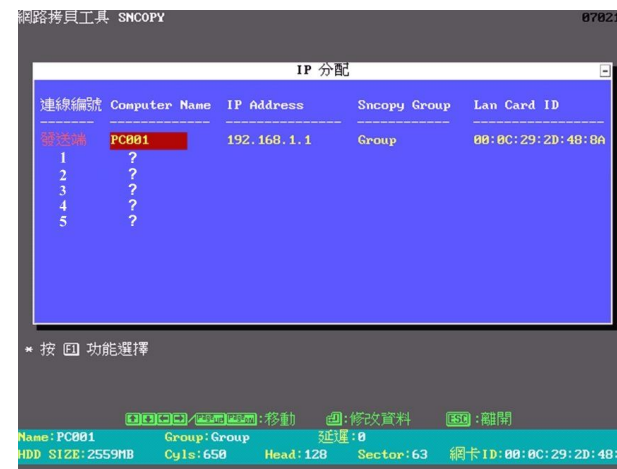 網路拷貝工具 SNCOPY 07021
IP 分配
連線編號 Computer Name IP Address Sncopy Group Lan Card ID
發送端 PC001 192.168.1.1 Group 00:0C:29:2D:48:8A
1 ?
2 ?
3 ?
4 ?
5 ?
* 按 F1 功能選擇
:移動 :修改資料 ESC :離開
Name:PC001 Group:Group 延遲:0
HDD SIZE:2559MB Cyls:650 Head:128 Sector:63 網卡ID:00:0C:29:2D:48: